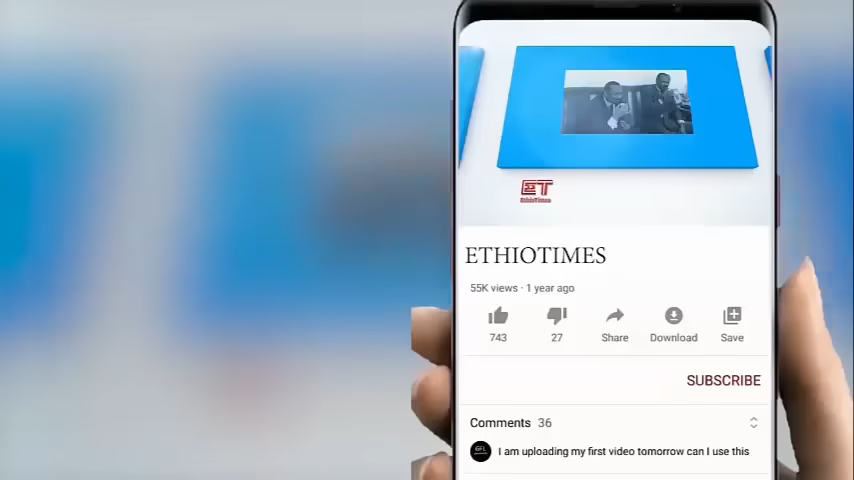 ET
EthioTimes
ETHIOTIMES
55K views · 1 year ago
743 27 Share Download Save
SUBSCRIBE
Comments 36
GFL
I am uploading my first video tomorrow can I use this